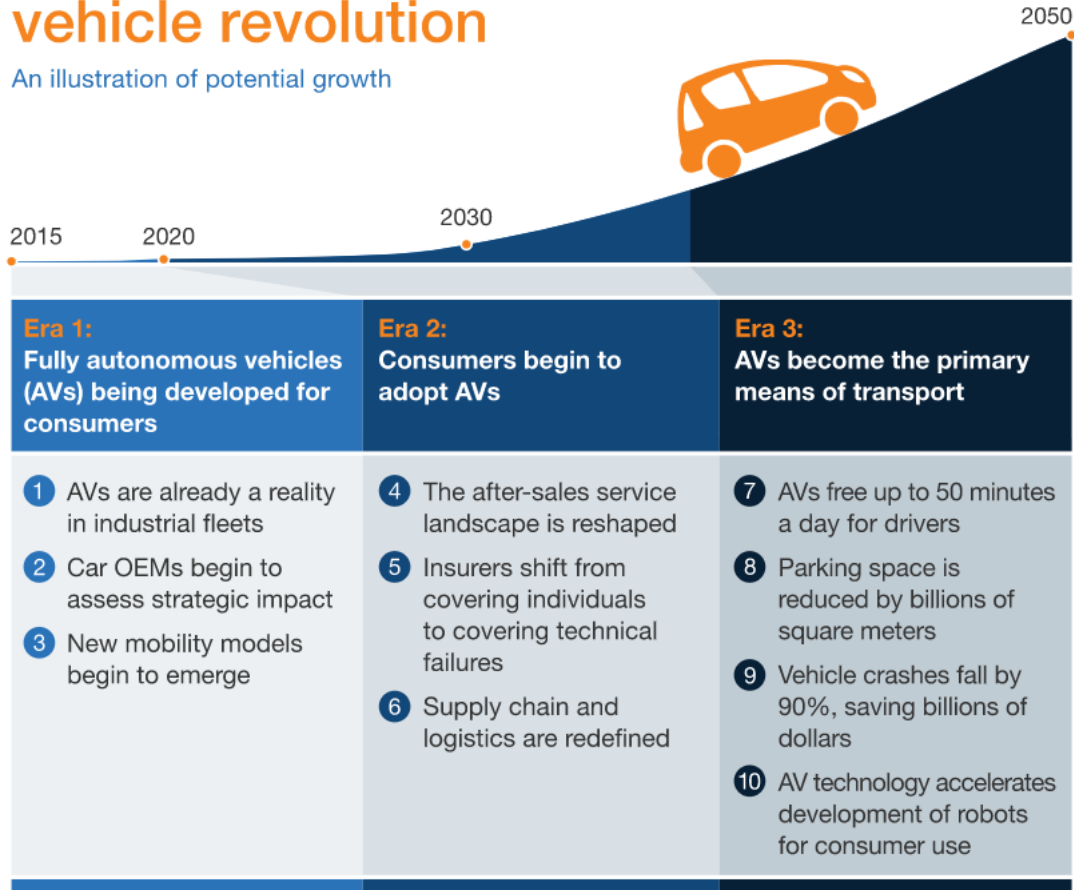 vehicle revolution
An illustration of potential growth
2050
2030
2015
2020
Era 1:
Fully autonomous vehicles
(AVs) being developed for
consumers
Era 2:
Consumers begin to
adopt AVs
Era 3:
AVs become the primary
means of transport
1 AVs are already a reality
in industrial fleets
2 Car OEMs begin to
assess strategic impact
3 New mobility models
begin to emerge
4 The after-sales service
landscape is reshaped
5 Insurers shift from
covering individuals
to covering technical
failures
6 Supply chain and
logistics are redefined
7 AVs free up to 50 minutes
a day for drivers
8 Parking space is
reduced by billions of
square meters
9 Vehicle crashes fall by
90%, saving billions of
dollars
10 AV technology accelerates
development of robots
for consumer use